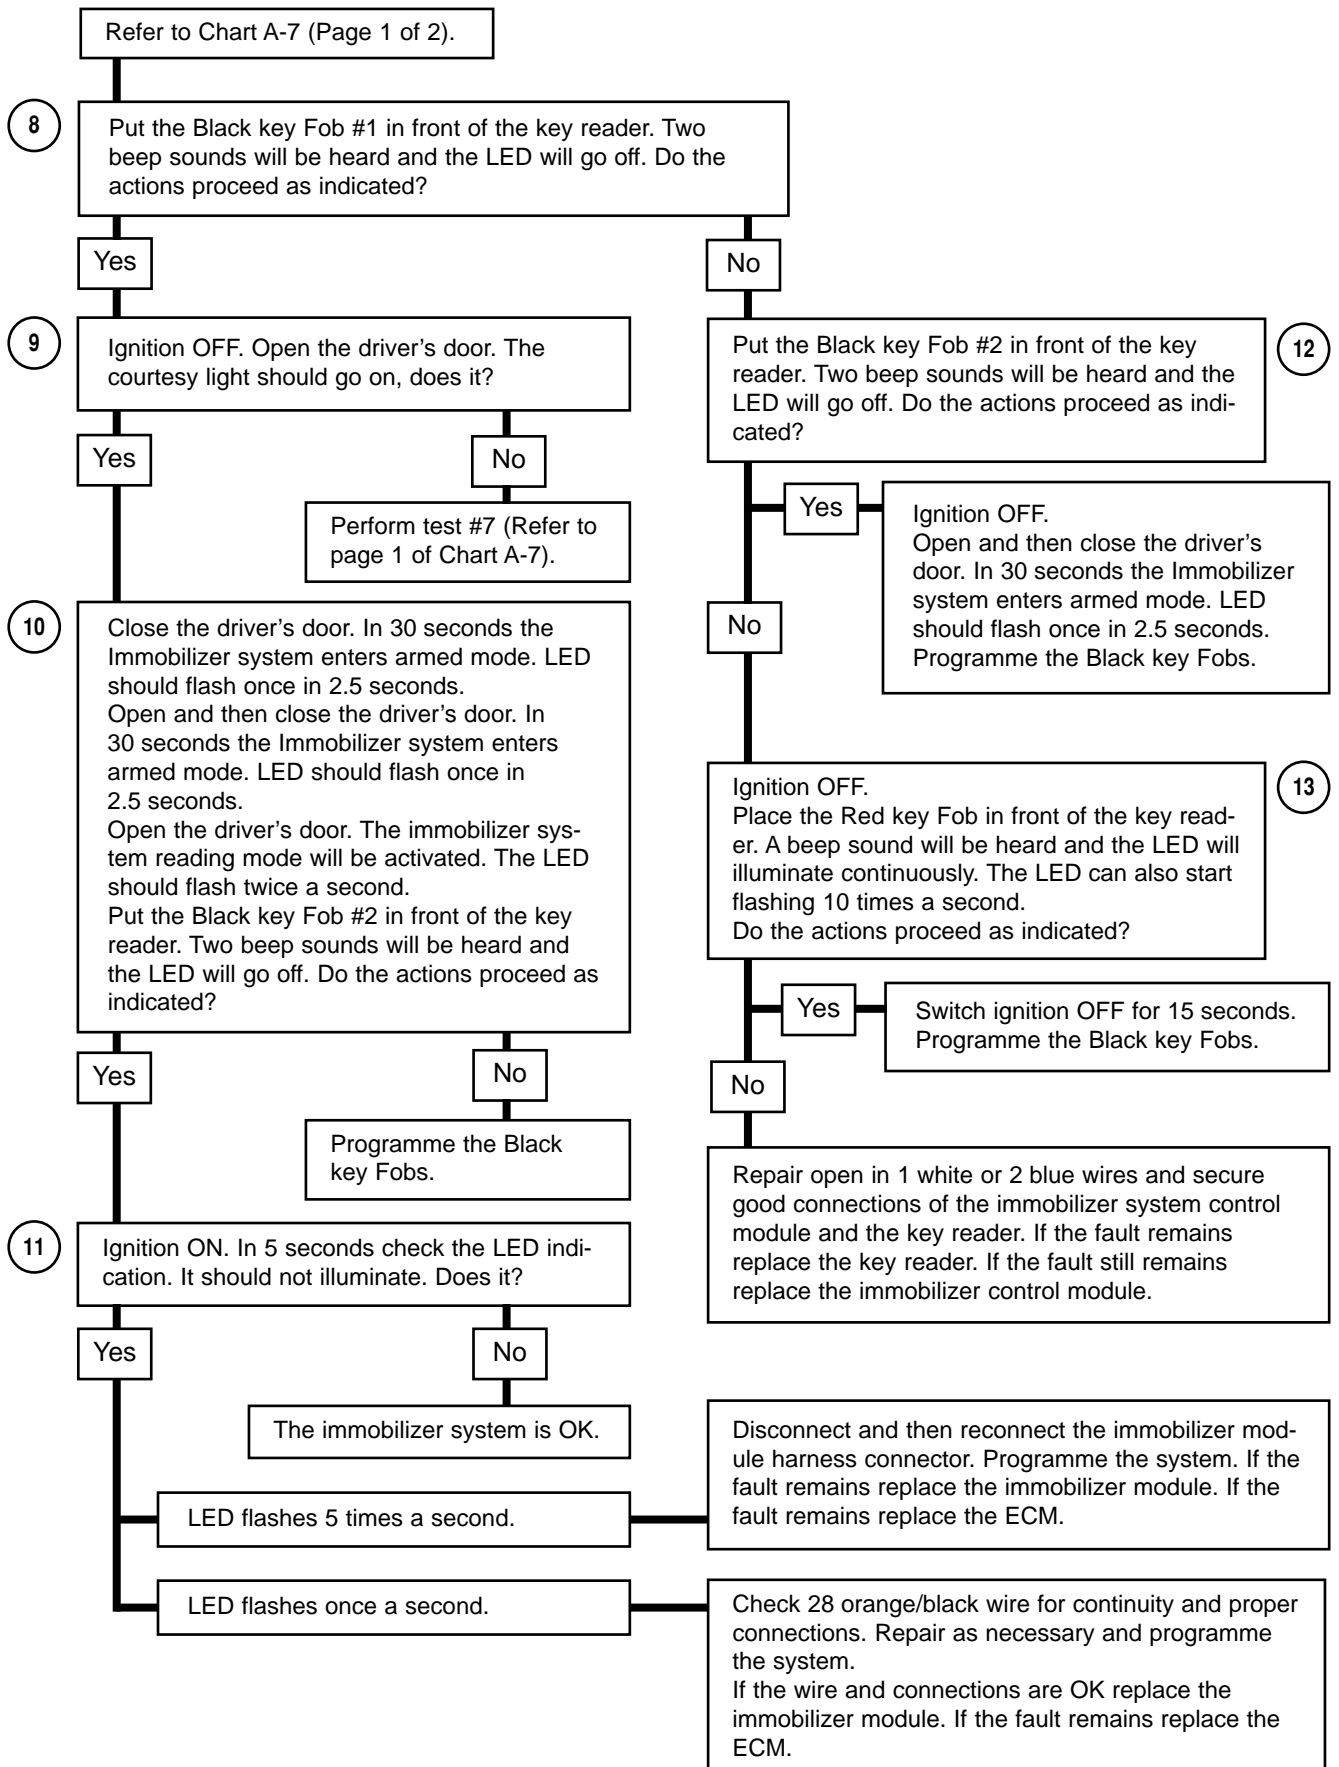 Refer to Chart A-7 (Page 1 of 2).
8
Put the Black key Fob #1 in front of the key reader. Two
beep sounds will be heard and the LED will go off. Do the
actions proceed as indicated?
Yes
No
9
Ignition OFF. Open the driver's door. The
courtesy light should go on, does it?
Yes
No
Perform test #7 (Refer to
page 1 of Chart A-7).
12
Put the Black key Fob #2 in front of the key
reader. Two beep sounds will be heard and the
LED will go off. Do the actions proceed as indi-
cated?
Yes
Ignition OFF.
Open and then close the driver's
door. In 30 seconds the Immobilizer
system enters armed mode. LED
should flash once in 2.5 seconds.
Programme the Black key Fobs.
No
10
Close the driver's door. In 30 seconds the
Immobilizer system enters armed mode. LED
should flash once in 2.5 seconds.
Open and then close the driver's door. In
30 seconds the Immobilizer system enters
armed mode. LED should flash once in
2.5 seconds.
Open the driver's door. The immobilizer sys-
tem reading mode will be activated. The LED
should flash twice a second.
Put the Black key Fob #2 in front of the key
reader. Two beep sounds will be heard and
the LED will go off. Do the actions proceed as
indicated?
Yes
No
Programme the Black
key Fobs.
13
Ignition OFF.
Place the Red key Fob in front of the key read-
er. A beep sound will be heard and the LED will
illuminate continuously. The LED can also start
flashing 10 times a second.
Do the actions proceed as indicated?
Yes
Switch ignition OFF for 15 seconds.
Programme the Black key Fobs.
No
Repair open in 1 white or 2 blue wires and secure
good connections of the immobilizer system control
module and the key reader. If the fault remains
replace the key reader. If the fault still remains
replace the immobilizer control module.
11
Ignition ON. In 5 seconds check the LED indi-
cation. It should not illuminate. Does it?
Yes
No
The immobilizer system is OK.
LED flashes 5 times a second.
Disconnect and then reconnect the immobilizer mod-
ule harness connector. Programme the system. If the
fault remains replace the immobilizer module. If the
fault remains replace the ECM.
LED flashes once a second.
Check 28 orange/black wire for continuity and proper
connections. Repair as necessary and programme
the system.
If the wire and connections are OK replace the
immobilizer module. If the fault remains replace the
ECM.